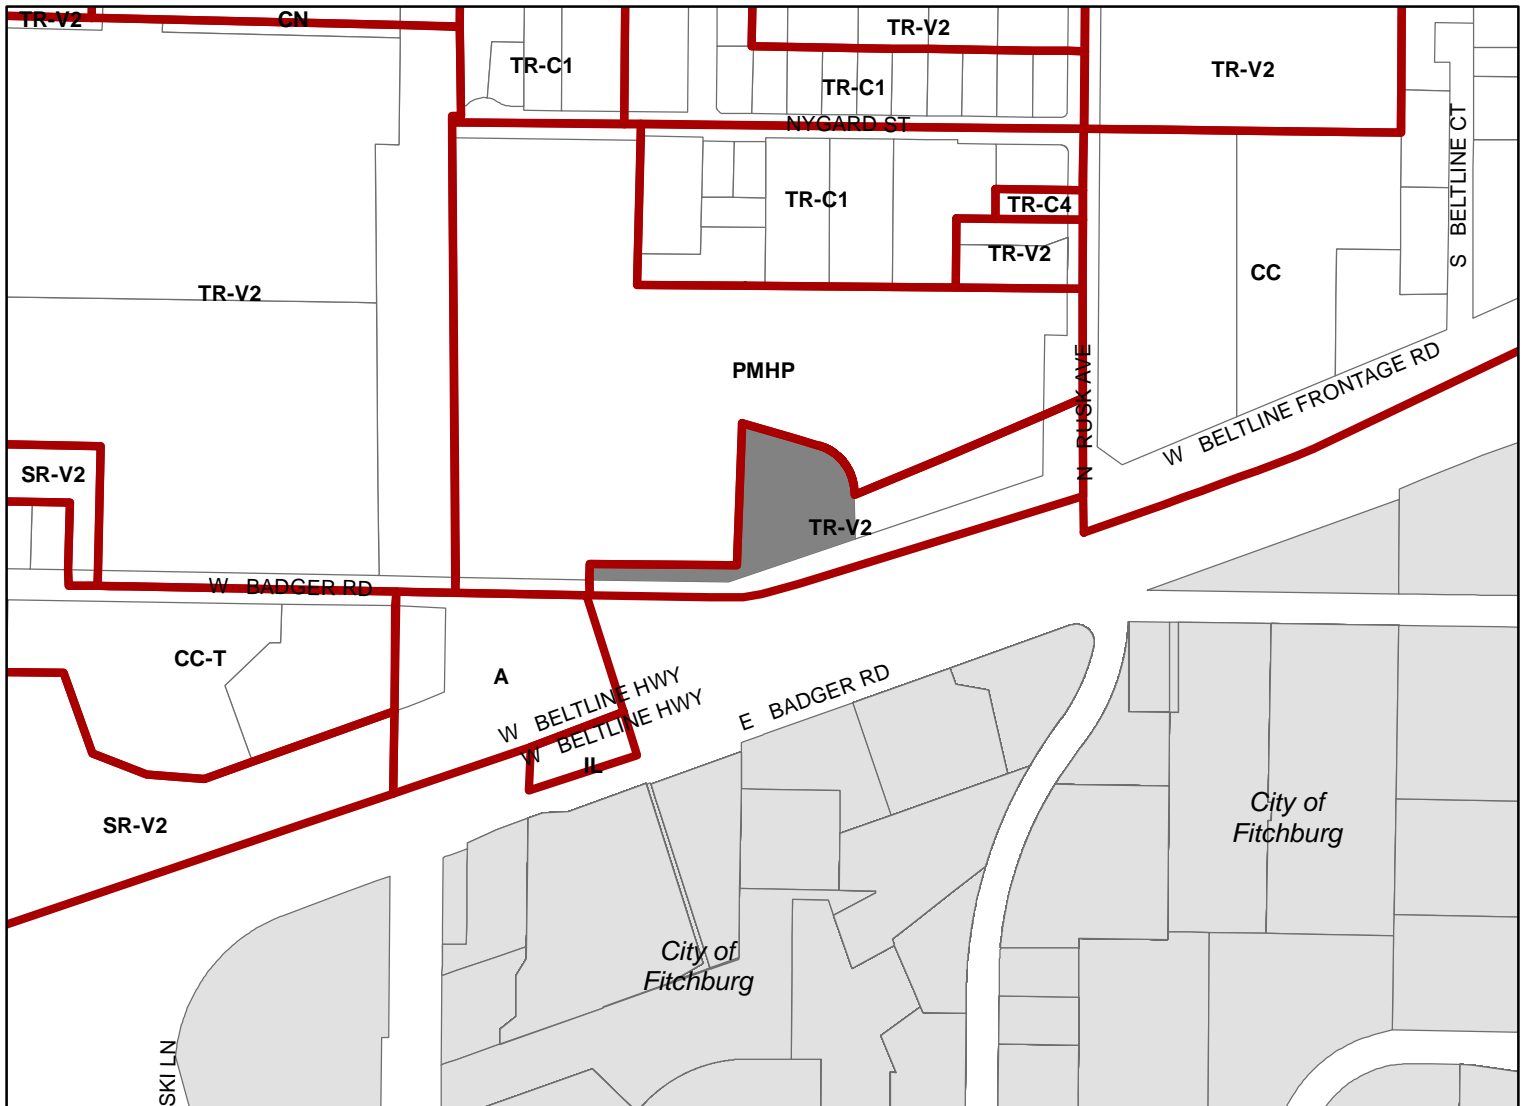 TR-V2
CN
TR-V2
TR-C1
TR-V2
TR-C1
NYGARD ST
S BELTLINE CT
TR-C1
TR-C4
TR-V2
CC
TR-V2
PMHP
N RUSK AVE
W BELTLINE FRONTAGE RD
SR-V2
TR-V2
W BADGER RD
CC-T
A
W BELTLINE HWY
W BELTLINE HWY
E BADGER RD
IL
SR-V2
City of
Fitchburg
City of
Fitchburg
SKI LN